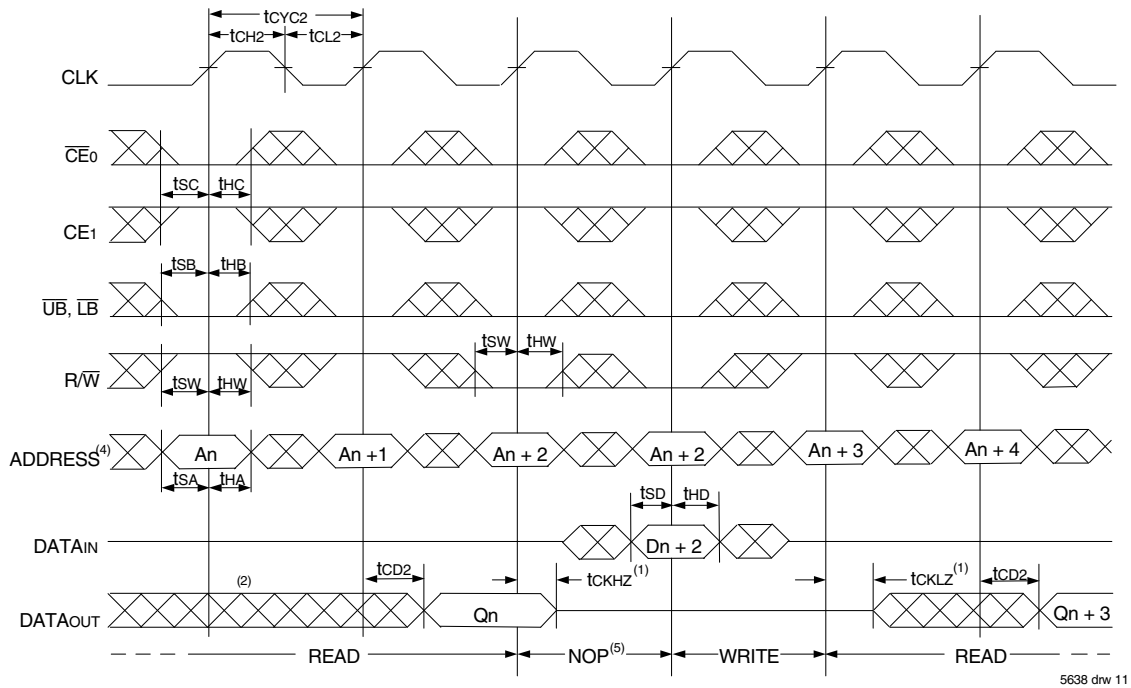 tCYC2
tCH2 tCL2
CLK
CE0
tSC tHC
CE1
tSB tHB
UB, LB
tSW tHW
R/W
tSW tHW
ADDRESS(4) An An +1 An + 2 An + 2 An + 3 An + 4
tSA tHA
tSD tHD
DATAIN Dn + 2
(2) tCD2 tCKHZ(1) tCKLZ(1) tCD2
DATAOUT Qn Qn + 3
READ NOP(5) WRITE READ
5638 drw 11